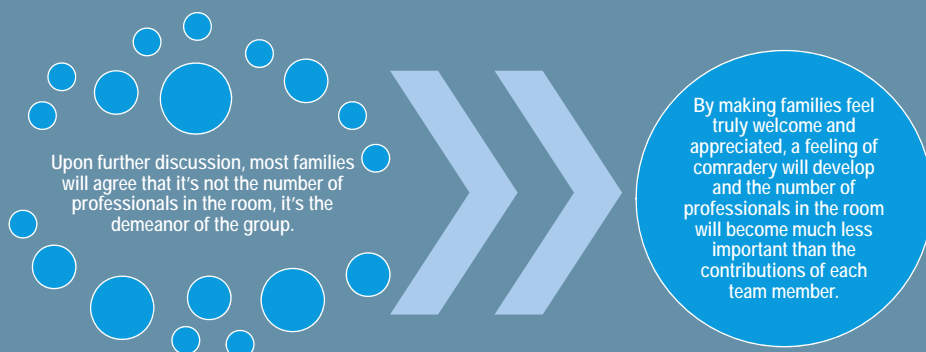 Upon further discussion, most families
will agree that it's not the number of
professionals in the room, it's the
demeanor of the group.
By making families feel
truly welcome and
appreciated, a feeling of
comradery will develop
and the number of
professionals in the room
will become much less
important than the
contributions of each
team member.